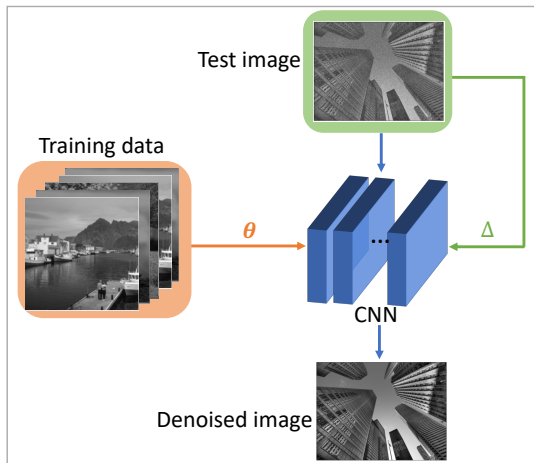 Test image
Training data
θ
Δ
...
CNN
Denoised image